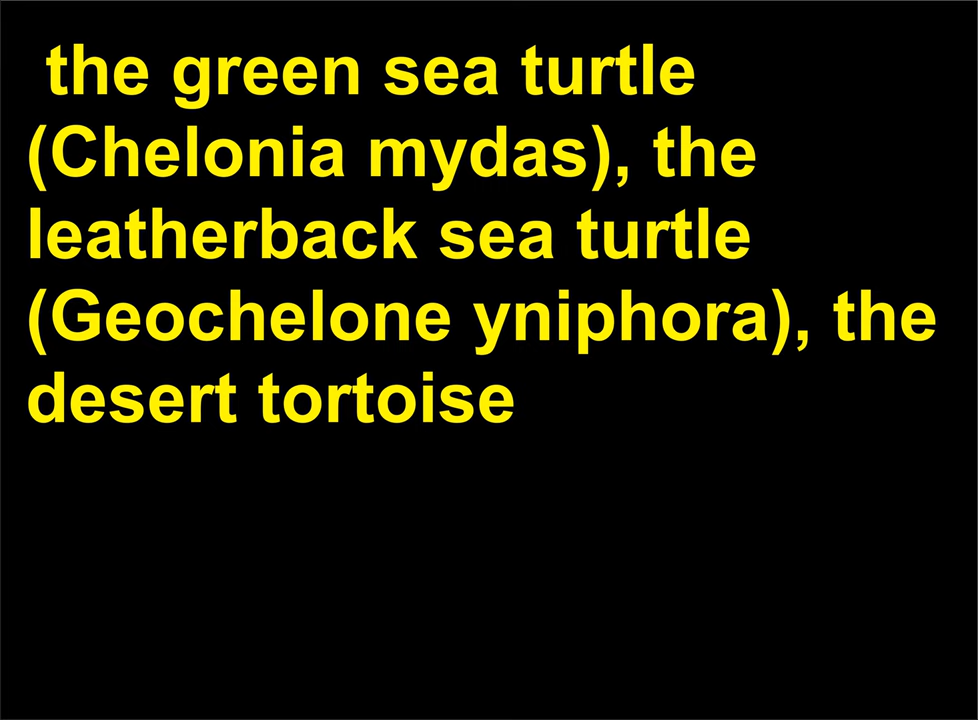 the green sea turtle
(Chelonia mydas), the
leatherback sea turtle
(Geochelone yniphora), the
desert tortoise